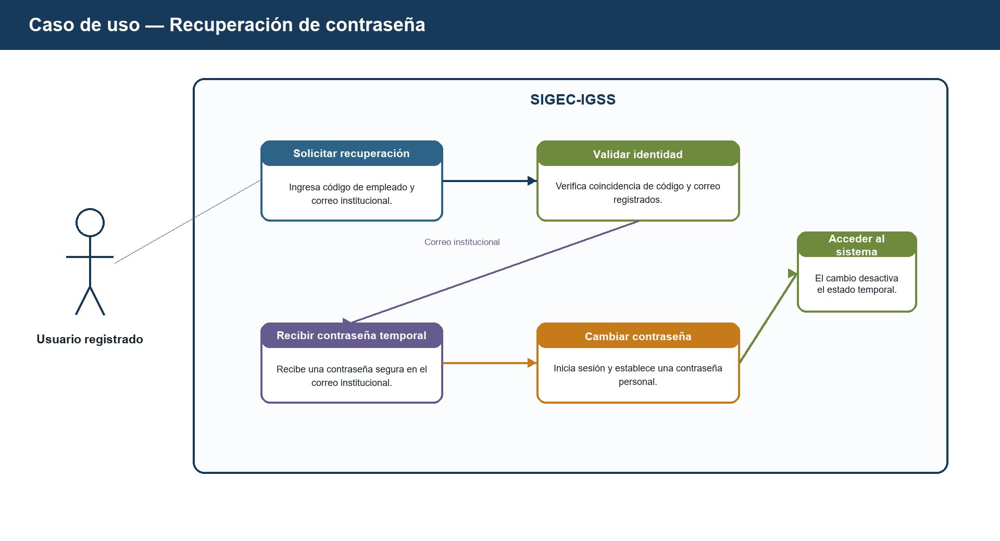 Caso de uso — Recuperación de contraseña
SIGEC-IGSS
Solicitar recuperación
Ingresa código de empleado y
correo institucional.
Validar identidad
Verifica coincidencia de código y correo
registrados.
Correo institucional
Acceder al
sistema
El cambio desactiva
el estado temporal.
Usuario registrado
Recibir contraseña temporal
Recibe una contraseña segura en el
correo institucional.
Cambiar contraseña
Inicia sesión y establece una contraseña
personal.